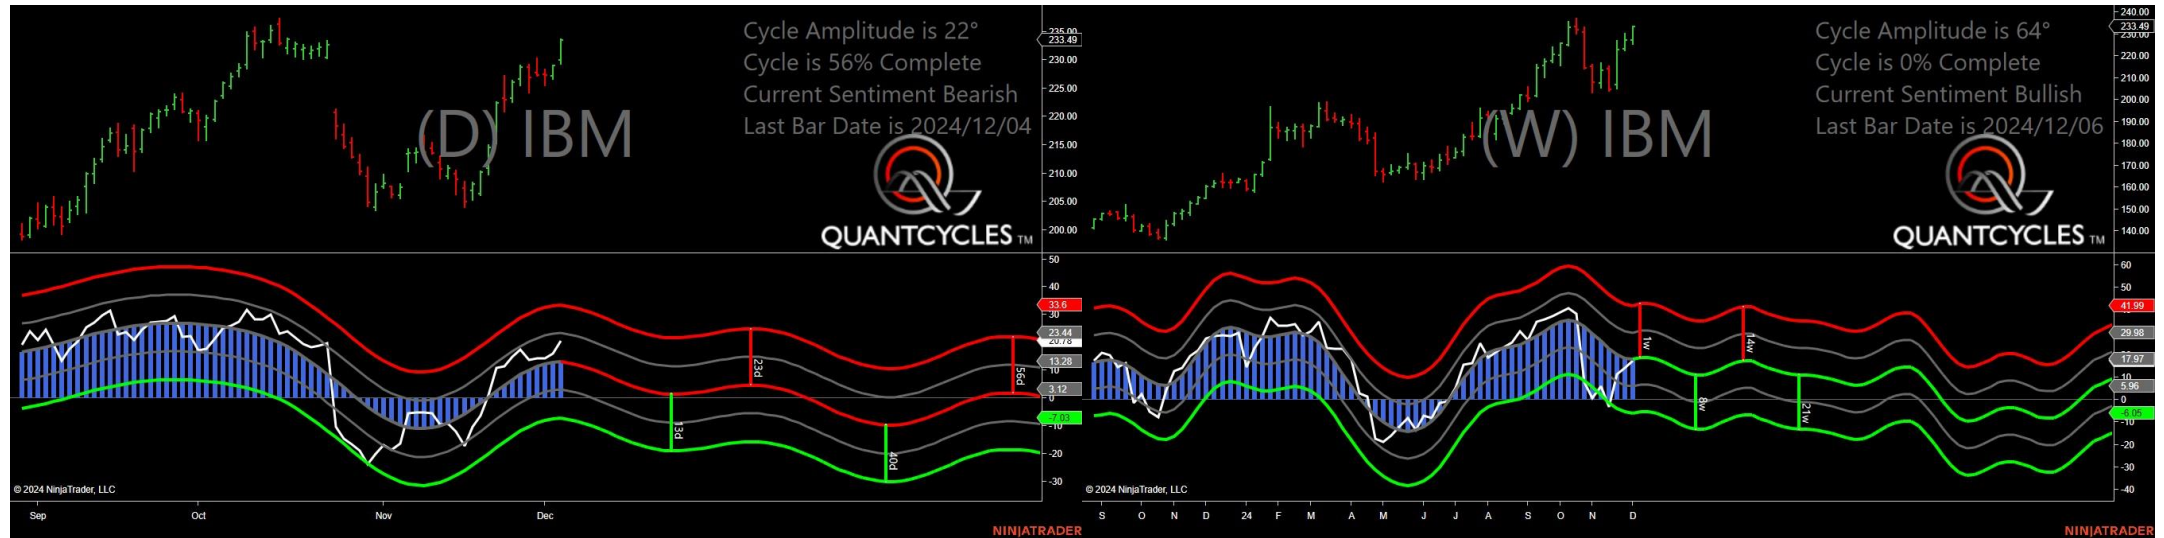 Cycle Amplitude is 22°
Cycle is 56% Complete
Current Sentiment Bearish
Last Bar Date is 2024/12/04
(D) IBM
QUANTCYCLES TM
235.00
233.49
230.00
225.00
220.00
215.00
210.00
205.00
200.00
50
40
33.6
30
23.44
20.78
13.28
10
3.12
0
-7.03
-10
-20
-30
13d
23d
40d
56d
© 2024 NinjaTrader, LLC
Sep Oct Nov Dec
NINJATRADER
Cycle Amplitude is 64°
Cycle is 0% Complete
Current Sentiment Bullish
Last Bar Date is 2024/12/06
(W) IBM
QUANTCYCLES TM
240.00
233.49
230.00
220.00
210.00
200.00
190.00
180.00
170.00
160.00
150.00
140.00
60
50
41.99
29.98
17.97
10
5.96
0
-6.05
-10
-20
-30
-40
1w
8w
14w
21w
© 2024 NinjaTrader, LLC
S O N D 24 F M A M J J A S O N D
NINJATRADER